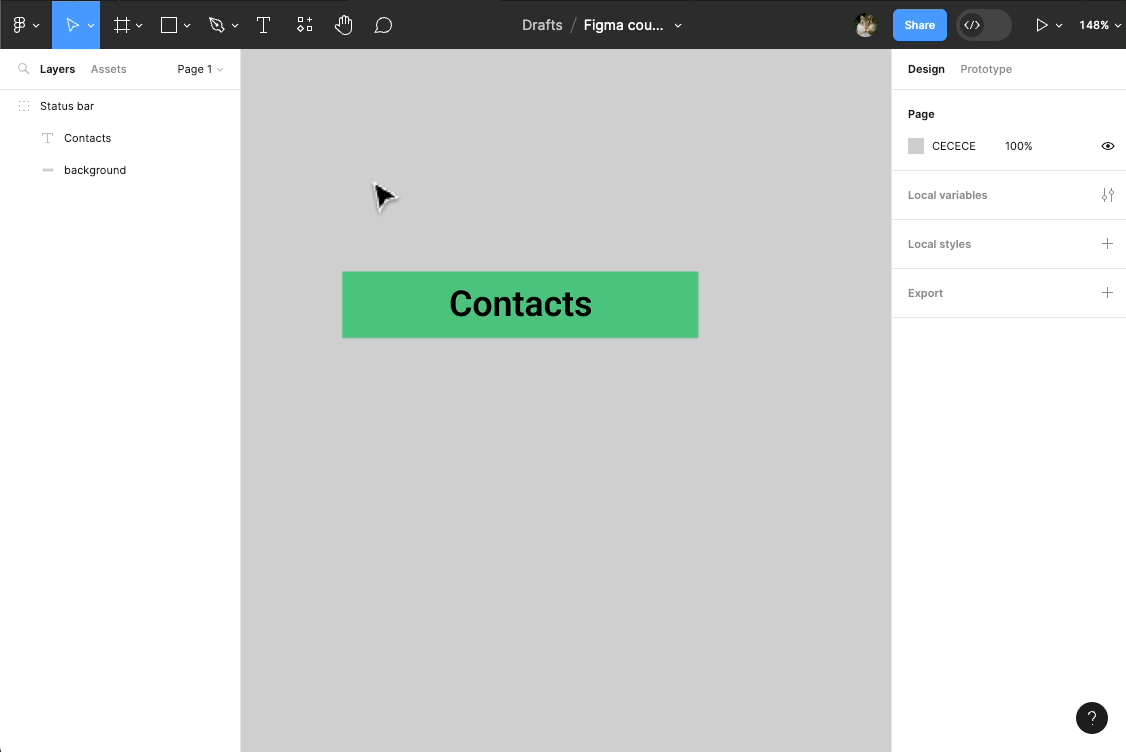 Drafts / Figma cou... Share 148%
Layers Assets Page 1
Status bar
Contacts
background
Contacts
Design Prototype
Page
CECECE 100%
Local variables
Local styles
Export
?